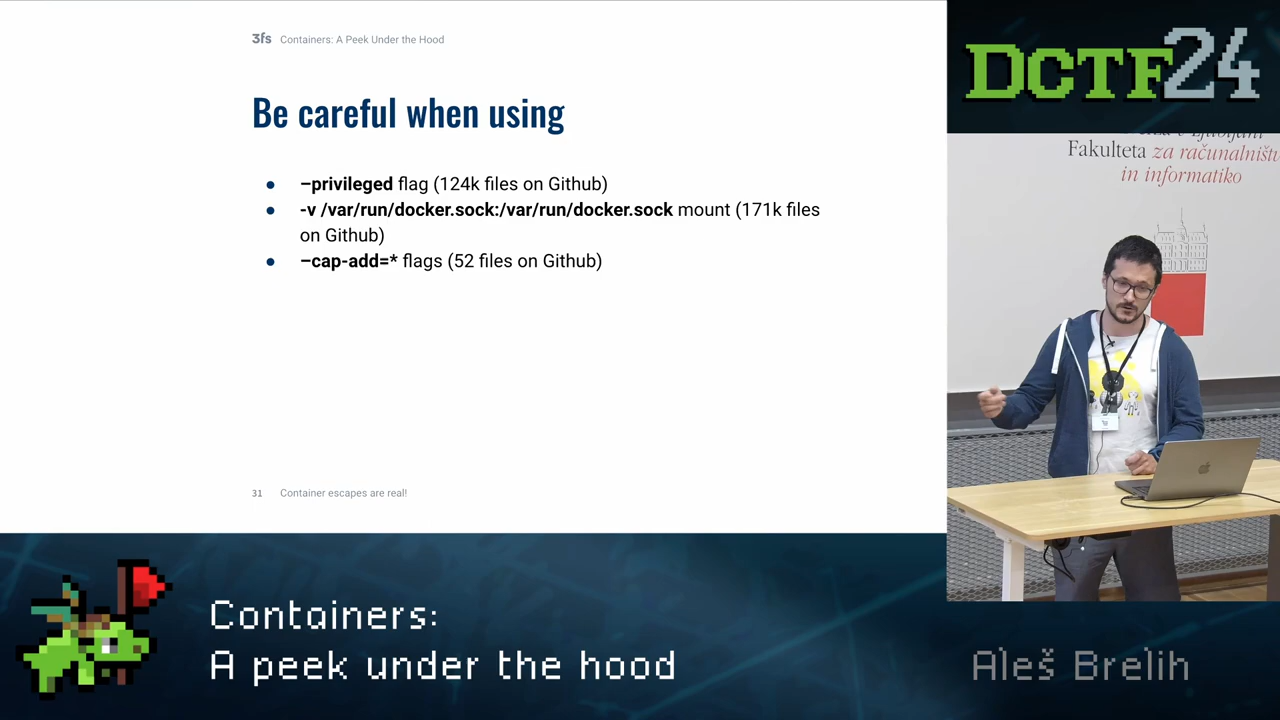 3fs Containers: A Peek Under the Hood
Be careful when using
● –privileged flag (124k files on Github)
● -v /var/run/docker.sock:/var/run/docker.sock mount (171k files
on Github)
● –cap-add=* flags (52 files on Github)
31 Container escapes are real!
DCTF24
Fakulteta za računalništvo
in informatiko
Containers:
A peek under the hood
Aleš Brelih